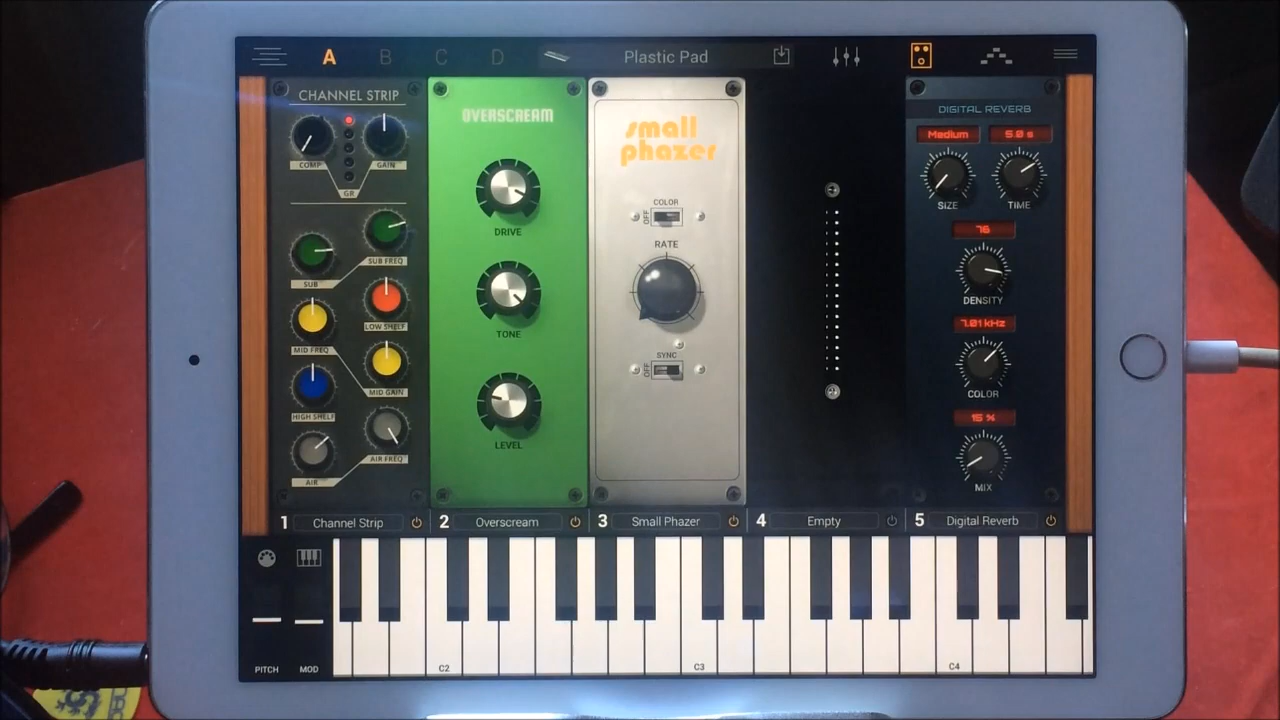 A B C D Plastic Pad
CHANNEL STRIP
COMP GAIN
GR
SUB FREQ
SUB
LOW SHELF
MID FREQ
MID GAIN
HIGH SHELF
AIR FREQ
AIR
OVERSCREAM
DRIVE
TONE
LEVEL
small
phazer
COLOR
OFF
RATE
SYNC
OFF
DIGITAL REVERB
Medium 5.0 s
SIZE TIME
76
DENSITY
7.01 kHz
COLOR
15 %
MIX
1 Channel Strip
2 Overscream
3 Small Phazer
4 Empty
5 Digital Reverb
PITCH MOD
C2 C3 C4